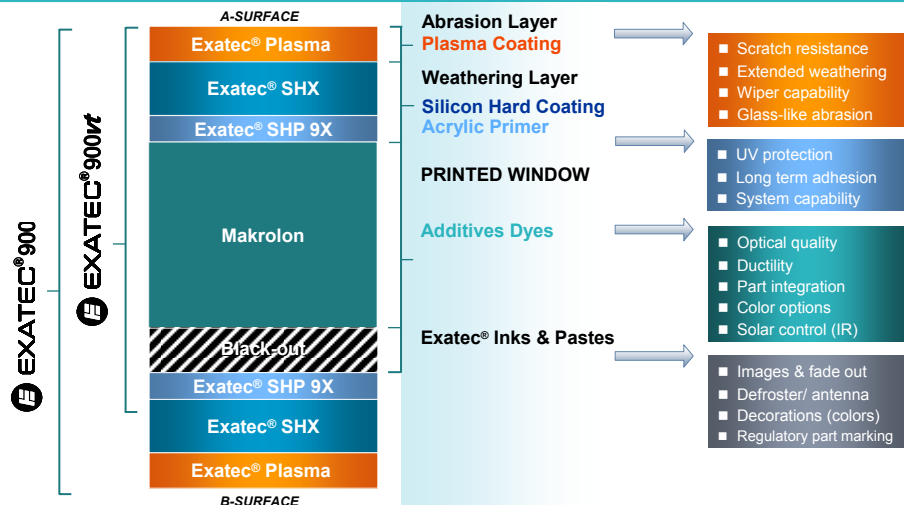 A-SURFACE
Exatec® Plasma
Exatec® SHX
Exatec® SHP 9X
Makrolon
Black-out
Exatec® SHP 9X
Exatec® SHX
Exatec® Plasma
B-SURFACE
EXATEC®900
EXATEC®900vt
Abrasion Layer
Plasma Coating
Weathering Layer
Silicon Hard Coating
Acrylic Primer
PRINTED WINDOW
Additives Dyes
Exatec® Inks & Pastes
Scratch resistance
Extended weathering
Wiper capability
Glass-like abrasion
UV protection
Long term adhesion
System capability
Optical quality
Ductility
Part integration
Color options
Solar control (IR)
Images & fade out
Defroster/ antenna
Decorations (colors)
Regulatory part marking